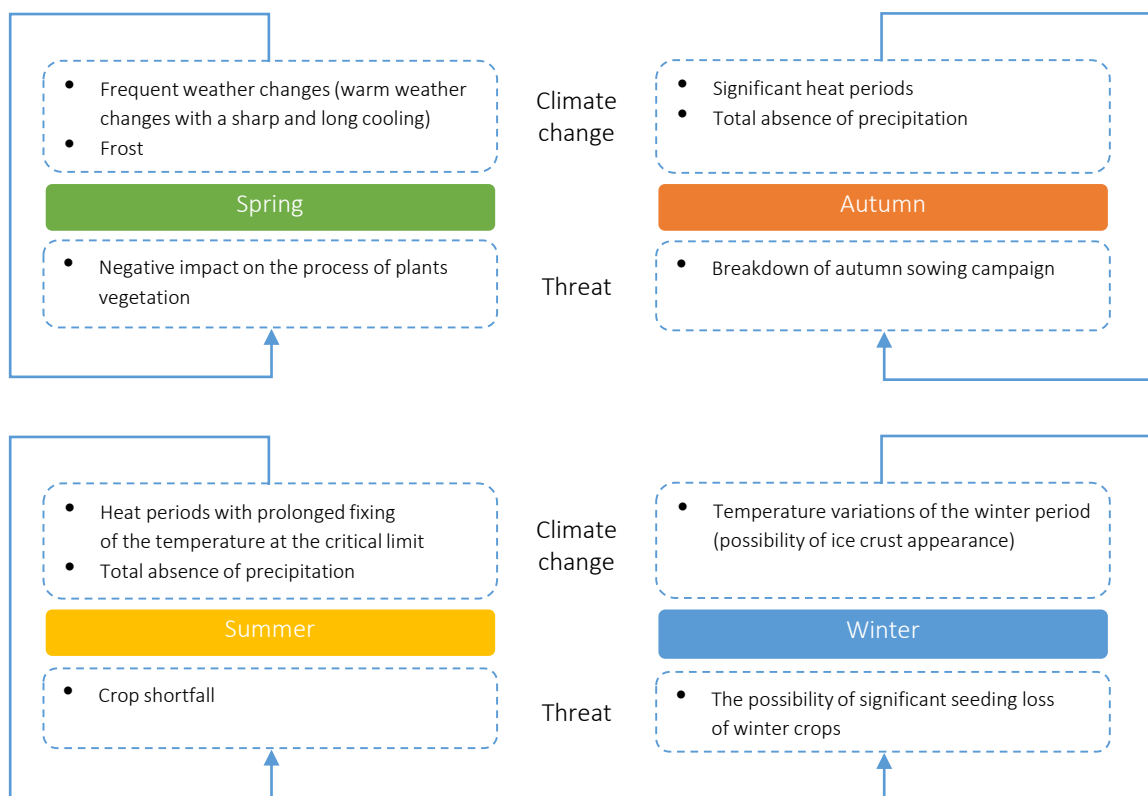 Frequent weather changes (warm weather
changes with a sharp and long cooling)
Frost
Spring
Negative impact on the process of plants
vegetation
Climate
change
Threat
Significant heat periods
Total absence of precipitation
Autumn
Breakdown of autumn sowing campaign
Heat periods with prolonged fixing
of the temperature at the critical limit
Total absence of precipitation
Summer
Crop shortfall
Climate
change
Threat
Temperature variations of the winter period
(possibility of ice crust appearance)
Winter
The possibility of significant seeding loss
of winter crops